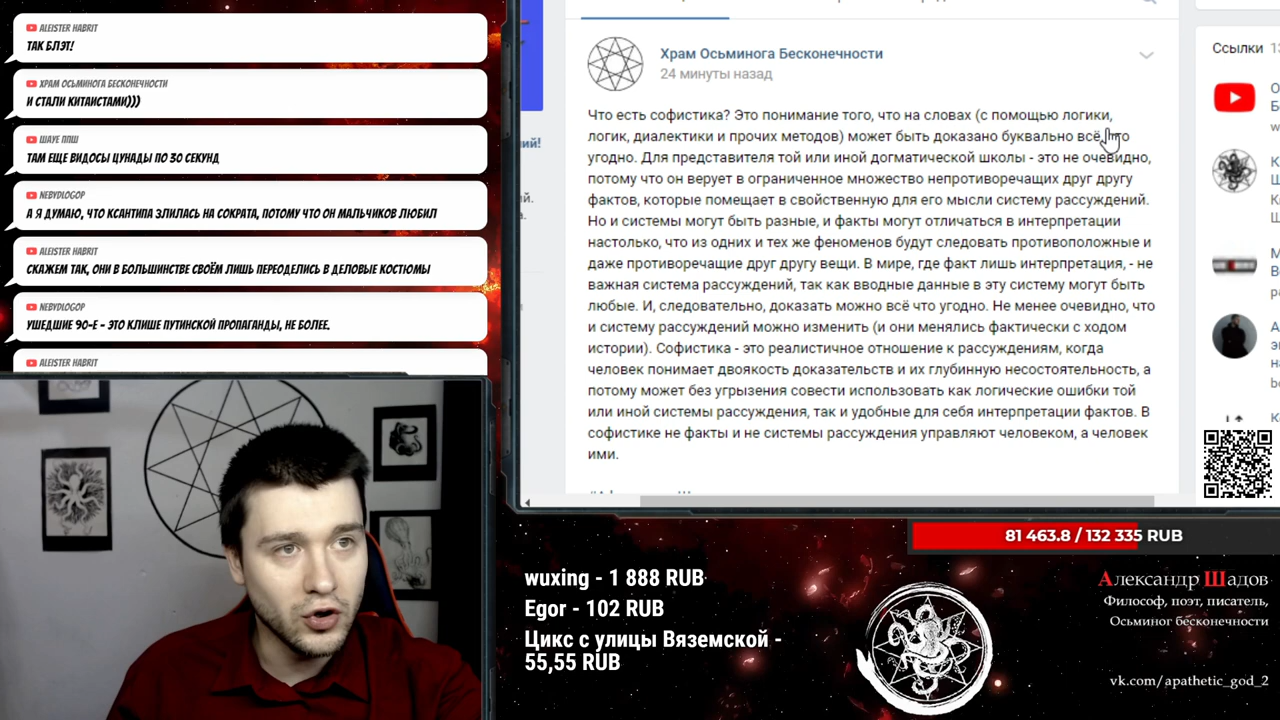 ALEISTER HABRIT
ТАК БЛЭТ!
ХРАМ ОСЬМИНОГА БЕСКОНЕЧНОСТИ
И СТАЛИ КИТАИСТАМИ)))
ШАУЕ ППШ
ТАМ ЕЩЕ ВИДОСЫ ЦУНАДЫ ПО 30 СЕКУНД
NEBYDLOGOP
А Я ДУМАЮ, ЧТО КСАНТИПА ЗЛИЛАСЬ НА СОКРАТА, ПОТОМУ ЧТО ОН МАЛЬЧИКОВ ЛЮБИЛ
ALEISTER HABRIT
СКАЖЕМ ТАК, ОНИ В БОЛЬШИНСТВЕ СВОЁМ ЛИШЬ ПЕРЕОДЕЛИСЬ В ДЕЛОВЫЕ КОСТЮМЫ
NEBYDLOGOP
УШЕДШИЕ 90-Е - ЭТО КЛИШЕ ПУТИНСКОЙ ПРОПАГАНДЫ, НЕ БОЛЕЕ.
ALEISTER HABRIT
Храм Осьминога Бесконечности
24 минуты назад
Что есть софистика? Это понимание того, что на словах (с помощью логики,
логик, диалектики и прочих методов) может быть доказано буквально всё что
угодно. Для представителя той или иной догматической школы - это не очевидно,
потому что он верует в ограниченное множество непротиворечащих друг другу
фактов, которые помещает в свойственную для его мысли систему рассуждений.
Но и системы могут быть разные, и факты могут отличаться в интерпретации
настолько, что из одних и тех же феноменов будут следовать противоположные и
даже противоречащие друг другу вещи. В мире, где факт лишь интерпретация, - не
важная система рассуждений, так как вводные данные в эту систему могут быть
любые. И, следовательно, доказать можно всё что угодно. Не менее очевидно, что
и систему рассуждений можно изменить (и они менялись фактически с ходом
истории). Софистика - это реалистичное отношение к рассуждениям, когда
человек понимает двоякость доказательств и их глубинную несостоятельность, а
потому может без угрызения совести использовать как логические ошибки той
или иной системы рассуждения, так и удобные для себя интерпретации фактов. В
софистике не факты и не системы рассуждения управляют человеком, а человек
ими.
Ссылки
81 463.8 / 132 335 RUB
wuxing - 1 888 RUB
Egor - 102 RUB
Цикс с улицы Вяземской -
55,55 RUB
Александр Шадов
Философ, поэт, писатель,
Осьминог бесконечности
vk.com/apathetic_god_2